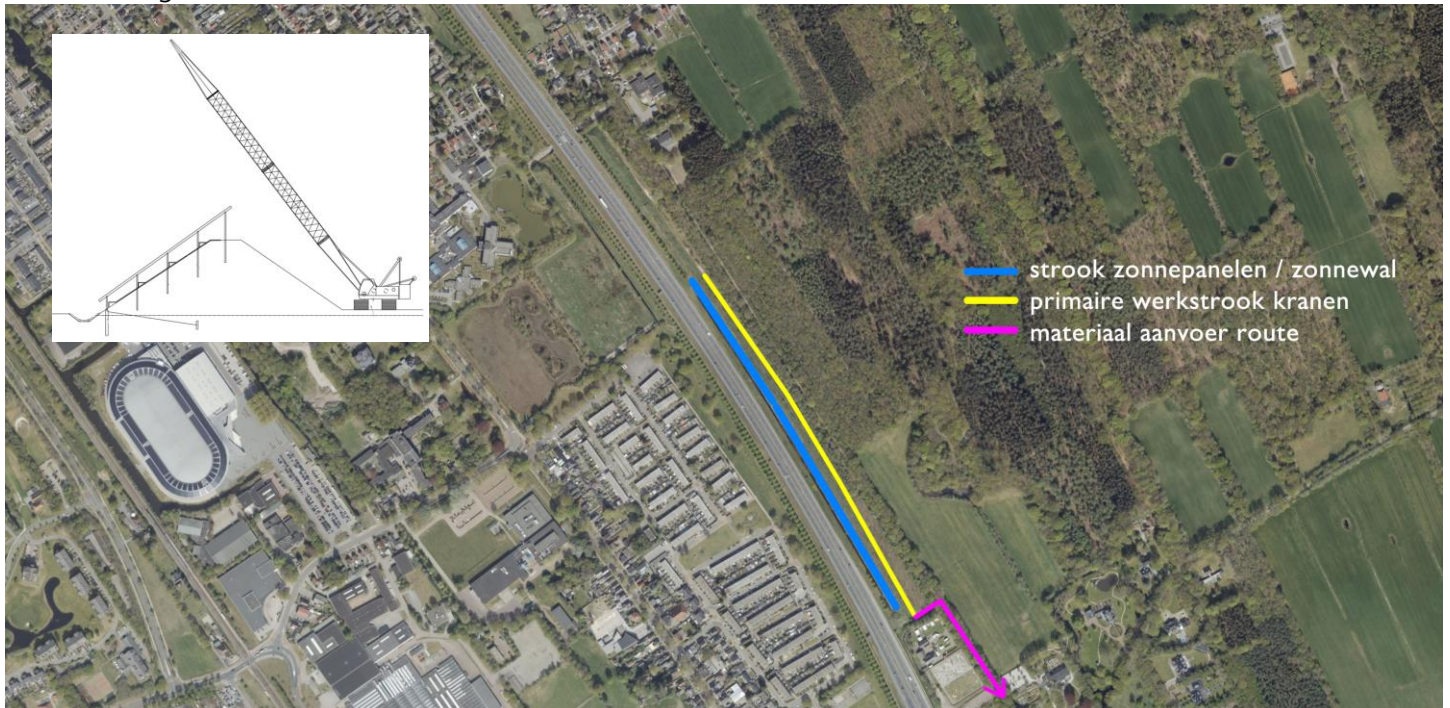 strook zonnepanelen / zonnewal
primaire werkstrook kranen
materiaal aanvoer route